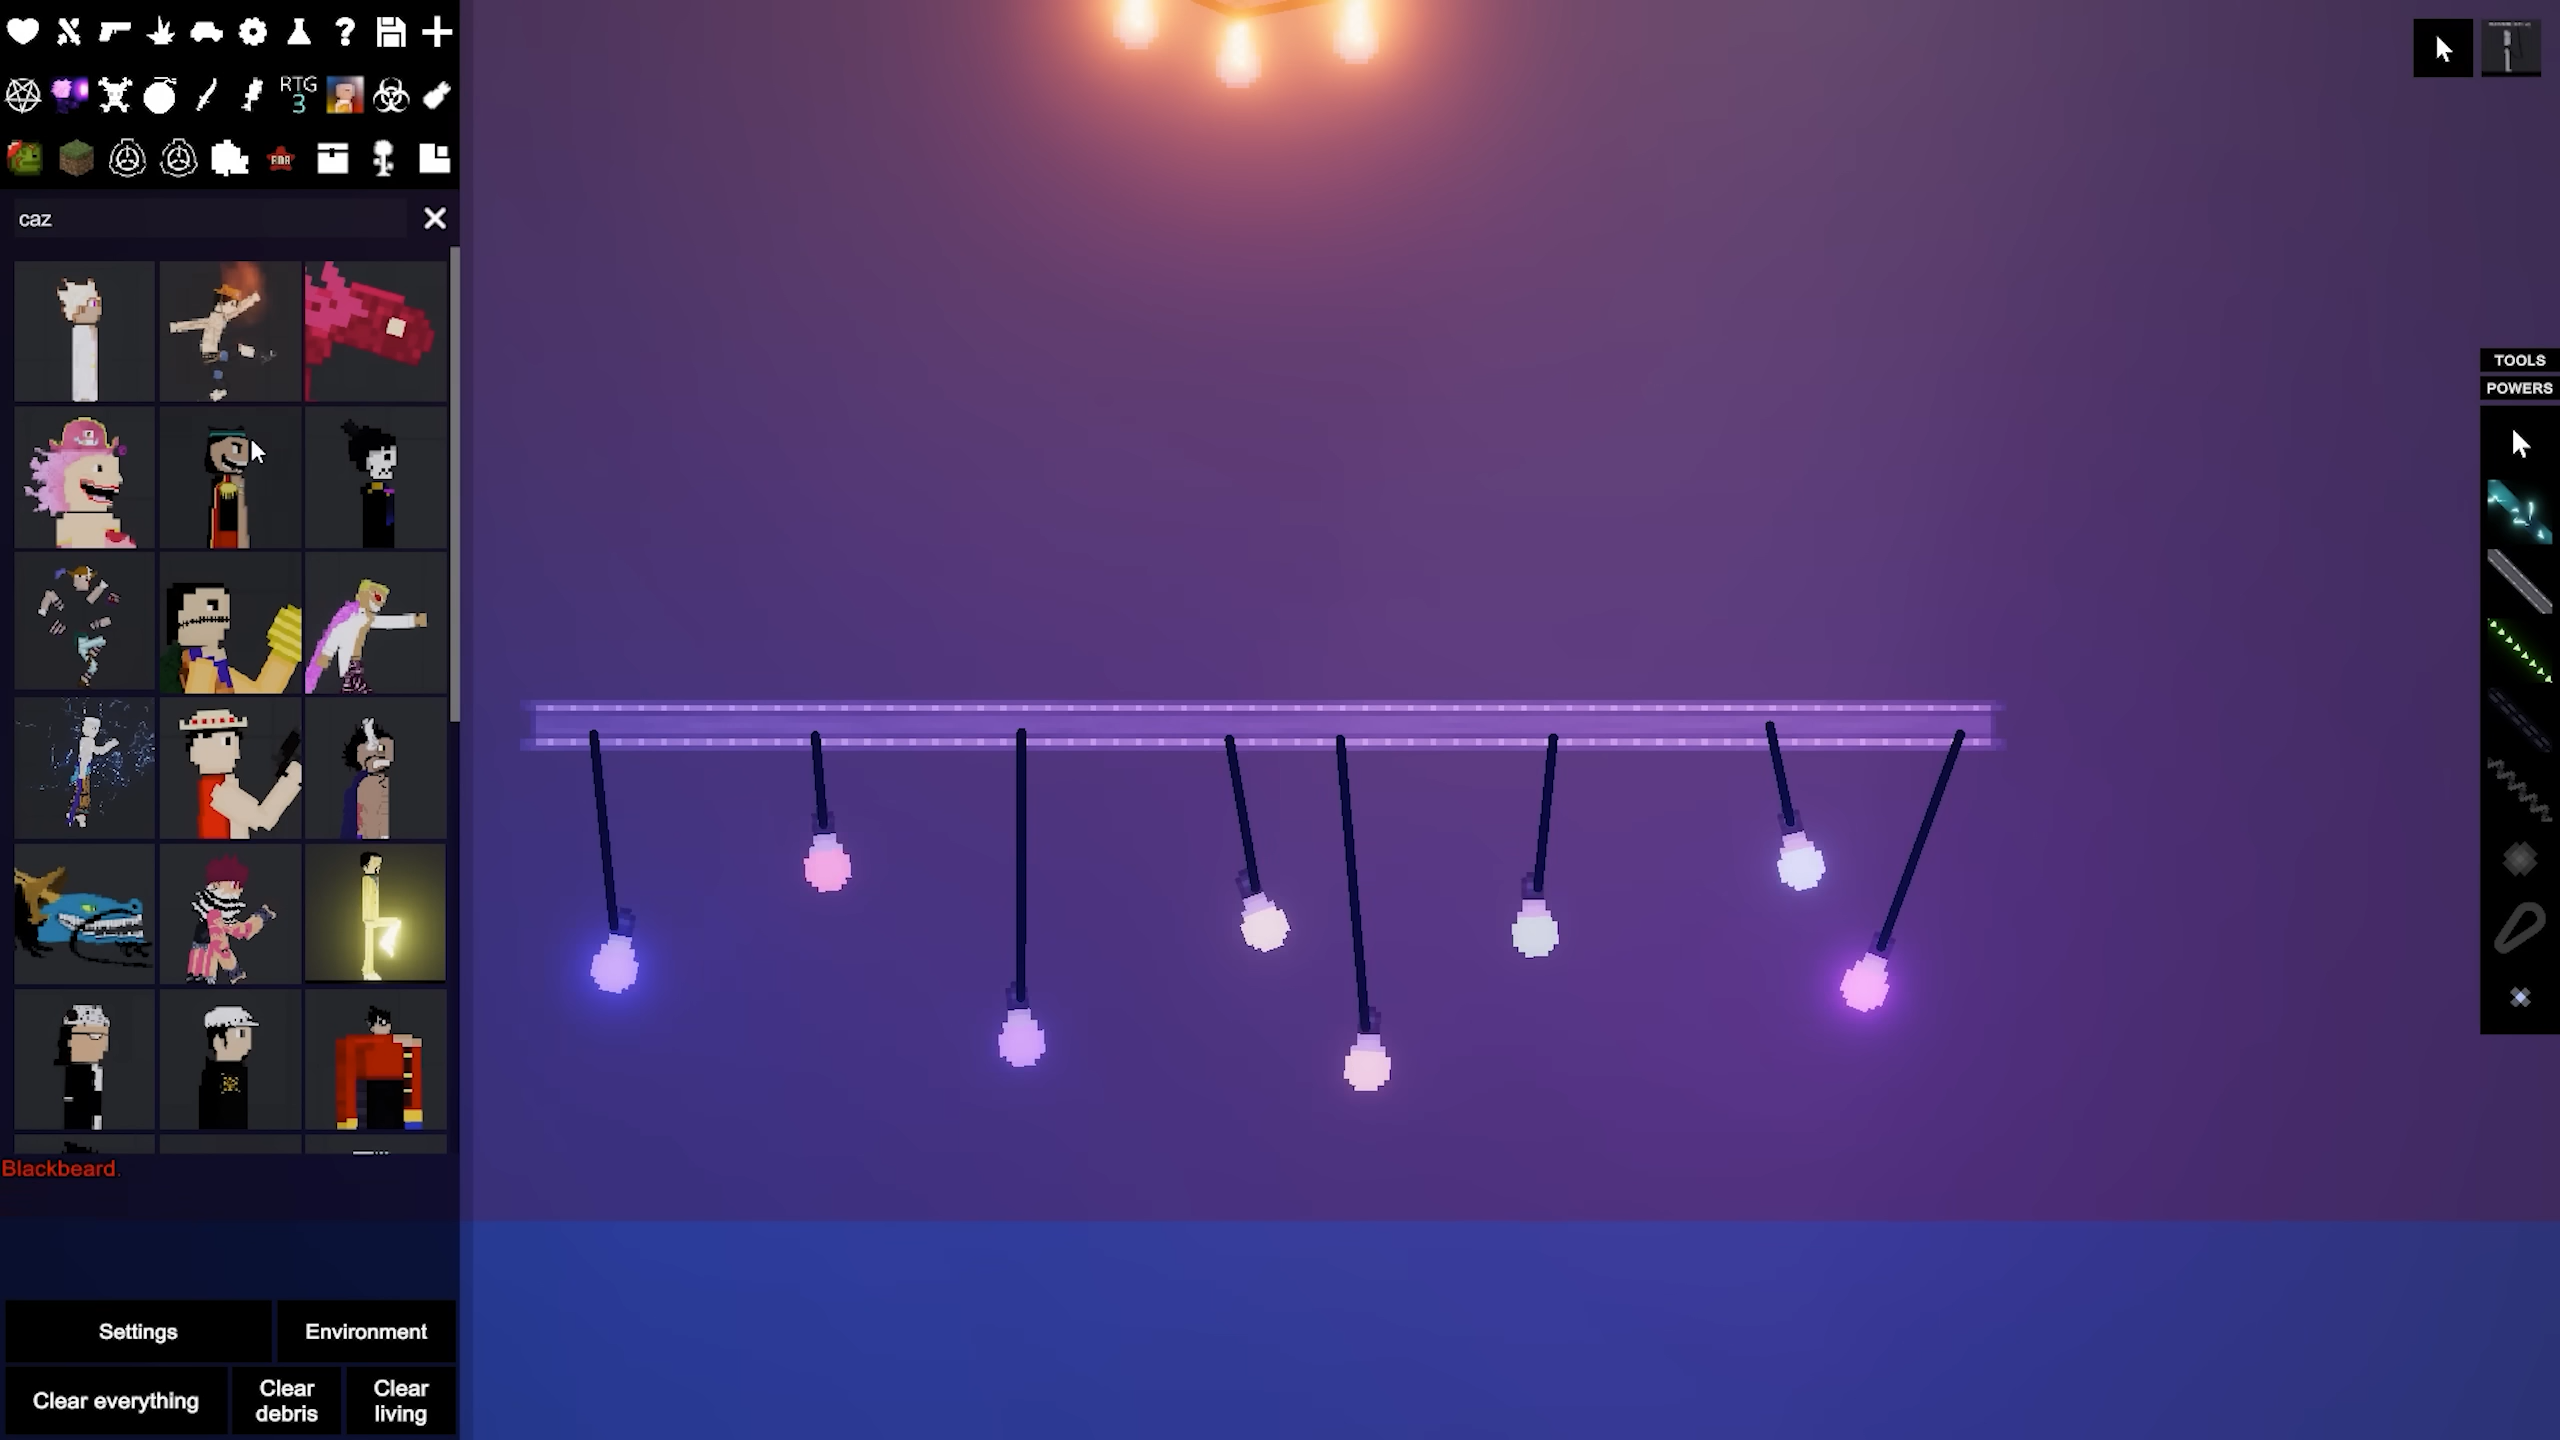 RTG
3
caz
TOOLS
POWERS
Blackbeard.
Settings
Environment
Clear everything
Clear debris
Clear living